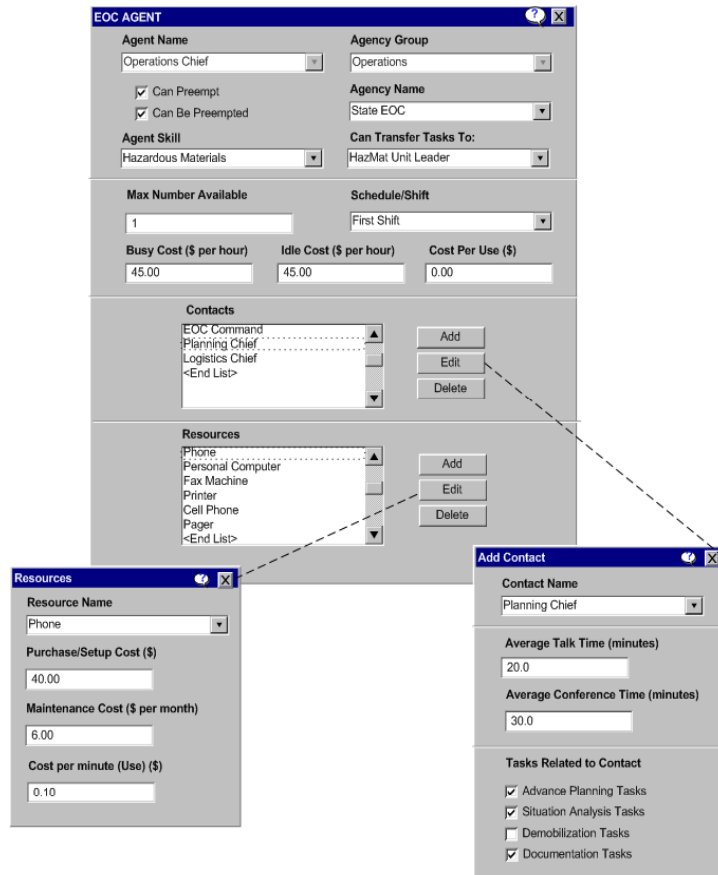 EOC AGENT
Agent Name
Agency Group
Operations Chief
Operations
Can Preempt
Agency Name
Can Be Preempted
State EOC
Agent Skill
Can Transfer Tasks To:
Hazardous Materials
HazMat Unit Leader
Max Number Available
Schedule/Shift
1
First Shift
Busy Cost ($ per hour)
Idle Cost ($ per hour)
Cost Per Use ($)
45.00
45.00
0.00
Contacts
EOC Command
Planning Chief
Logistics Chief
<End List>
Add
Edit
Delete
Resources
Phone
Personal Computer
Fax Machine
Printer
Cell Phone
Pager
<End List>
Add
Edit
Delete
Resources
Resource Name
Phone
Purchase/Setup Cost ($)
40.00
Maintenance Cost ($ per month)
6.00
Cost per minute (Use) ($)
0.10
Add Contact
Contact Name
Planning Chief
Average Talk Time (minutes)
20.0
Average Conference Time (minutes)
30.0
Tasks Related to Contact
Advance Planning Tasks
Situation Analysis Tasks
Demobilization Tasks
Documentation Tasks